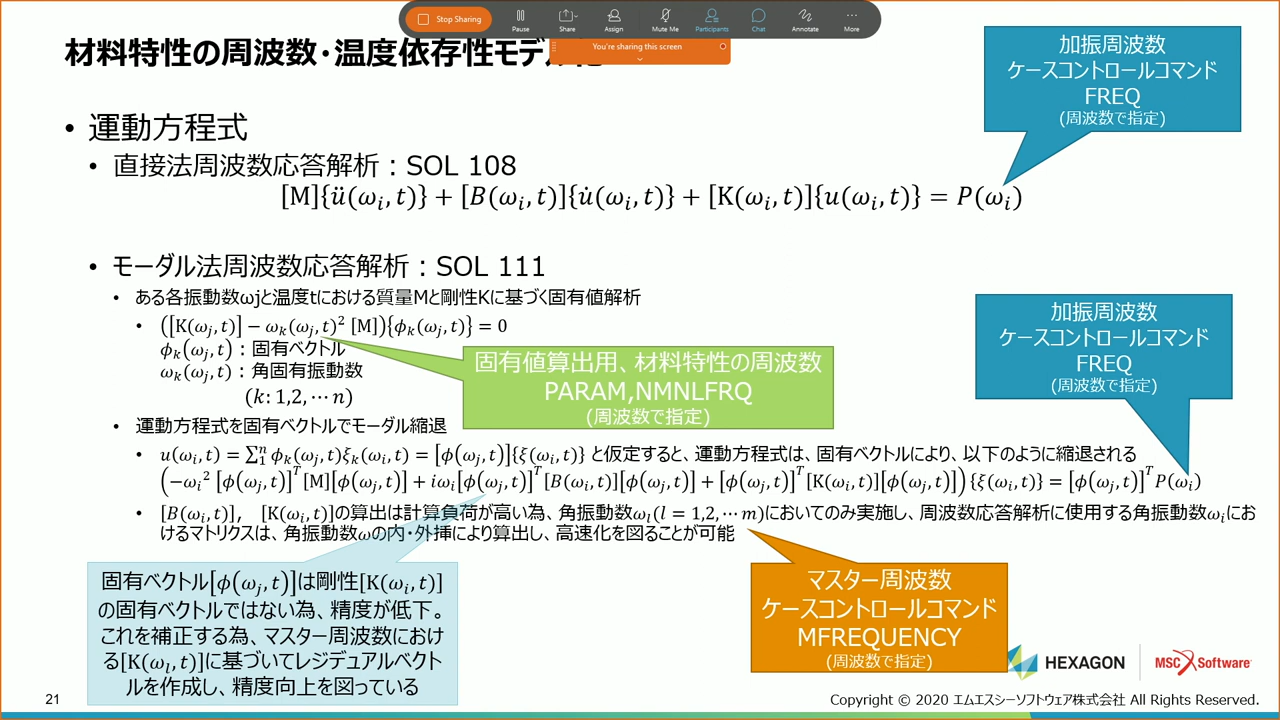 Stop Sharing
Pause
Share
Assign
Mute Me
Participants
Chat
Annotate
More
You're sharing this screen
材料特性の周波数・温度依存性モデル
加振周波数
ケースコントロールコマンド
FREQ
(周波数で指定)
• 運動方程式
• 直接法周波数応答解析：SOL 108
[M]{ü(ωᵢ, t)} + [B(ωᵢ, t)]{u̇(ωᵢ, t)} + [K(ωᵢ, t)]{u(ωᵢ, t)} = P(ωᵢ)
• モーダル法周波数応答解析：SOL 111
• ある各振動数ωjと温度tにおける質量Mと剛性Kに基づく固有値解析
• ([K(ωⱼ, t)] − ωₖ(ωⱼ, t)² [M]){ϕₖ(ωⱼ, t)} = 0
ϕₖ(ωⱼ, t)：固有ベクトル
ωₖ(ωⱼ, t)：角固有振動数
(k: 1,2, ⋯ n)
固有値算出用、材料特性の周波数
PARAM,NMNLFRQ
(周波数で指定)
加振周波数
ケースコントロールコマンド
FREQ
(周波数で指定)
• 運動方程式を固有ベクトルでモーダル縮退
• u(ωᵢ, t) = ∑₁ⁿ ϕₖ(ωⱼ, t)ξₖ(ωᵢ, t) = [ϕ(ωⱼ, t)]{ξ(ωᵢ, t)} と仮定すると、運動方程式は、固有ベクトルにより、以下のように縮退される
(−ωᵢ² [ϕ(ωⱼ, t)]ᵀ[M][ϕ(ωⱼ, t)] + iωᵢ[ϕ(ωⱼ, t)]ᵀ[B(ωᵢ, t)][ϕ(ωⱼ, t)] + [ϕ(ωⱼ, t)]ᵀ[K(ωᵢ, t)][ϕ(ωⱼ, t)]){ξ(ωᵢ, t)} = [ϕ(ωⱼ, t)]ᵀP(ωᵢ)
• [B(ωᵢ, t)]， [K(ωᵢ, t)]の算出は計算負荷が高い為、角振動数ωₗ(l = 1,2, ⋯ m)においてのみ実施し、周波数応答解析に使用する角振動数ωᵢにお
けるマトリクスは、角振動数ωの内・外挿により算出し、高速化を図ることが可能
固有ベクトル[ϕ(ωⱼ, t)]は剛性[K(ωᵢ, t)]
の固有ベクトルではない為、精度が低下。
これを補正する為、マスター周波数におけ
る[K(ωₗ, t)]に基づいてレジデュアルベクト
ルを作成し、精度向上を図っている
マスター周波数
ケースコントロールコマンド
MFREQUENCY
(周波数で指定)
HEXAGON
MSC Software
21
Copyright © 2020 エムエスシーソフトウェア株式会社 All Rights Reserved.